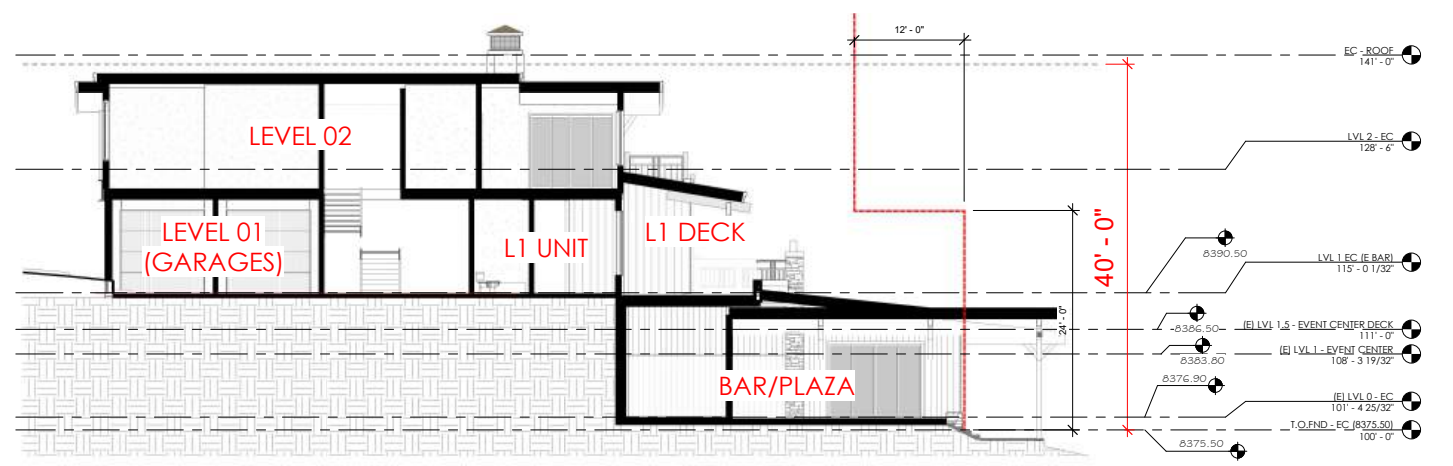 12' - 0"
EC - ROOF
141' - 0"
LEVEL 02
LVL 2 - EC
128' - 6"
LEVEL 01
(GARAGES)
L1 UNIT
L1 DECK
40' - 0"
24' - 0"
8390.50
LVL 1 EC (E BAR)
115' - 0 1/32"
8386.50
(E) LVL 1.5 - EVENT CENTER DECK
111' - 0"
8383.80
(E) LVL 1 - EVENT CENTER
108' - 3 19/32"
BAR/PLAZA
8376.90
(E) LVL 0 - EC
101' - 4 25/32"
T.O.FND - EC (8375.50)
100' - 0"
8375.50